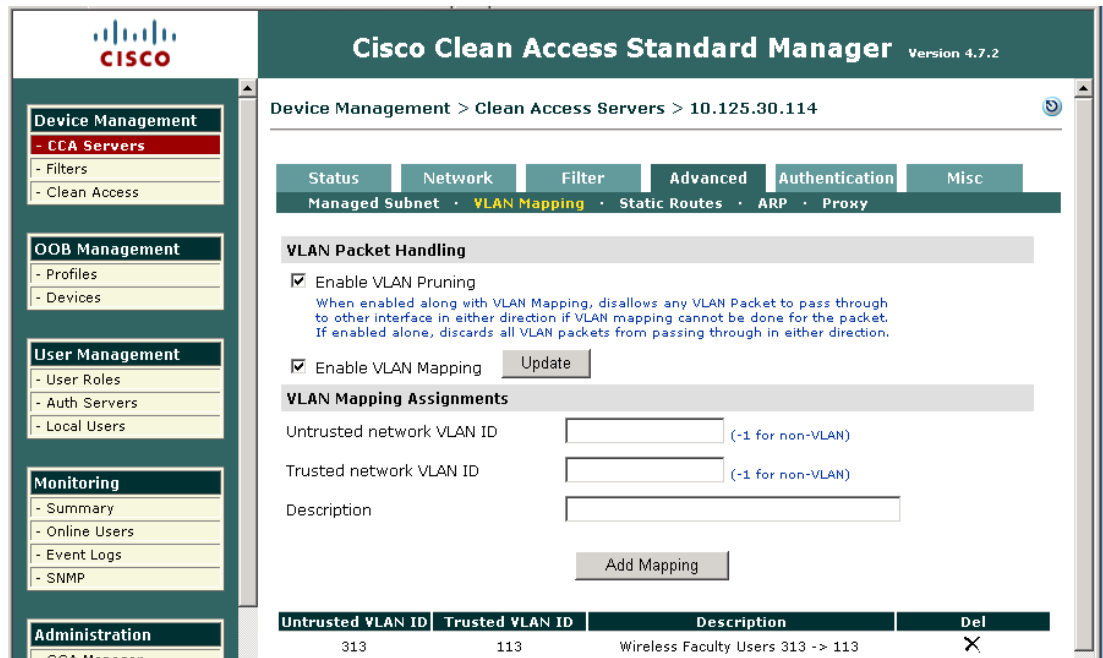 CISCO
Cisco Clean Access Standard Manager Version 4.7.2
Device Management
- CCA Servers
- Filters
- Clean Access
OOB Management
- Profiles
- Devices
User Management
- User Roles
- Auth Servers
- Local Users
Monitoring
- Summary
- Online Users
- Event Logs
- SNMP
Administration
- CCA Manager
Device Management > Clean Access Servers > 10.125.30.114
Status Network Filter Advanced Authentication Misc
Managed Subnet · VLAN Mapping · Static Routes · ARP · Proxy
VLAN Packet Handling
Enable VLAN Pruning
When enabled along with VLAN Mapping, disallows any VLAN Packet to pass through
to other interface in either direction if VLAN mapping cannot be done for the packet.
If enabled alone, discards all VLAN packets from passing through in either direction.
Enable VLAN Mapping Update
VLAN Mapping Assignments
Untrusted network VLAN ID (-1 for non-VLAN)
Trusted network VLAN ID (-1 for non-VLAN)
Description
Add Mapping
Untrusted VLAN ID Trusted VLAN ID Description Del
313 113 Wireless Faculty Users 313 -> 113 X